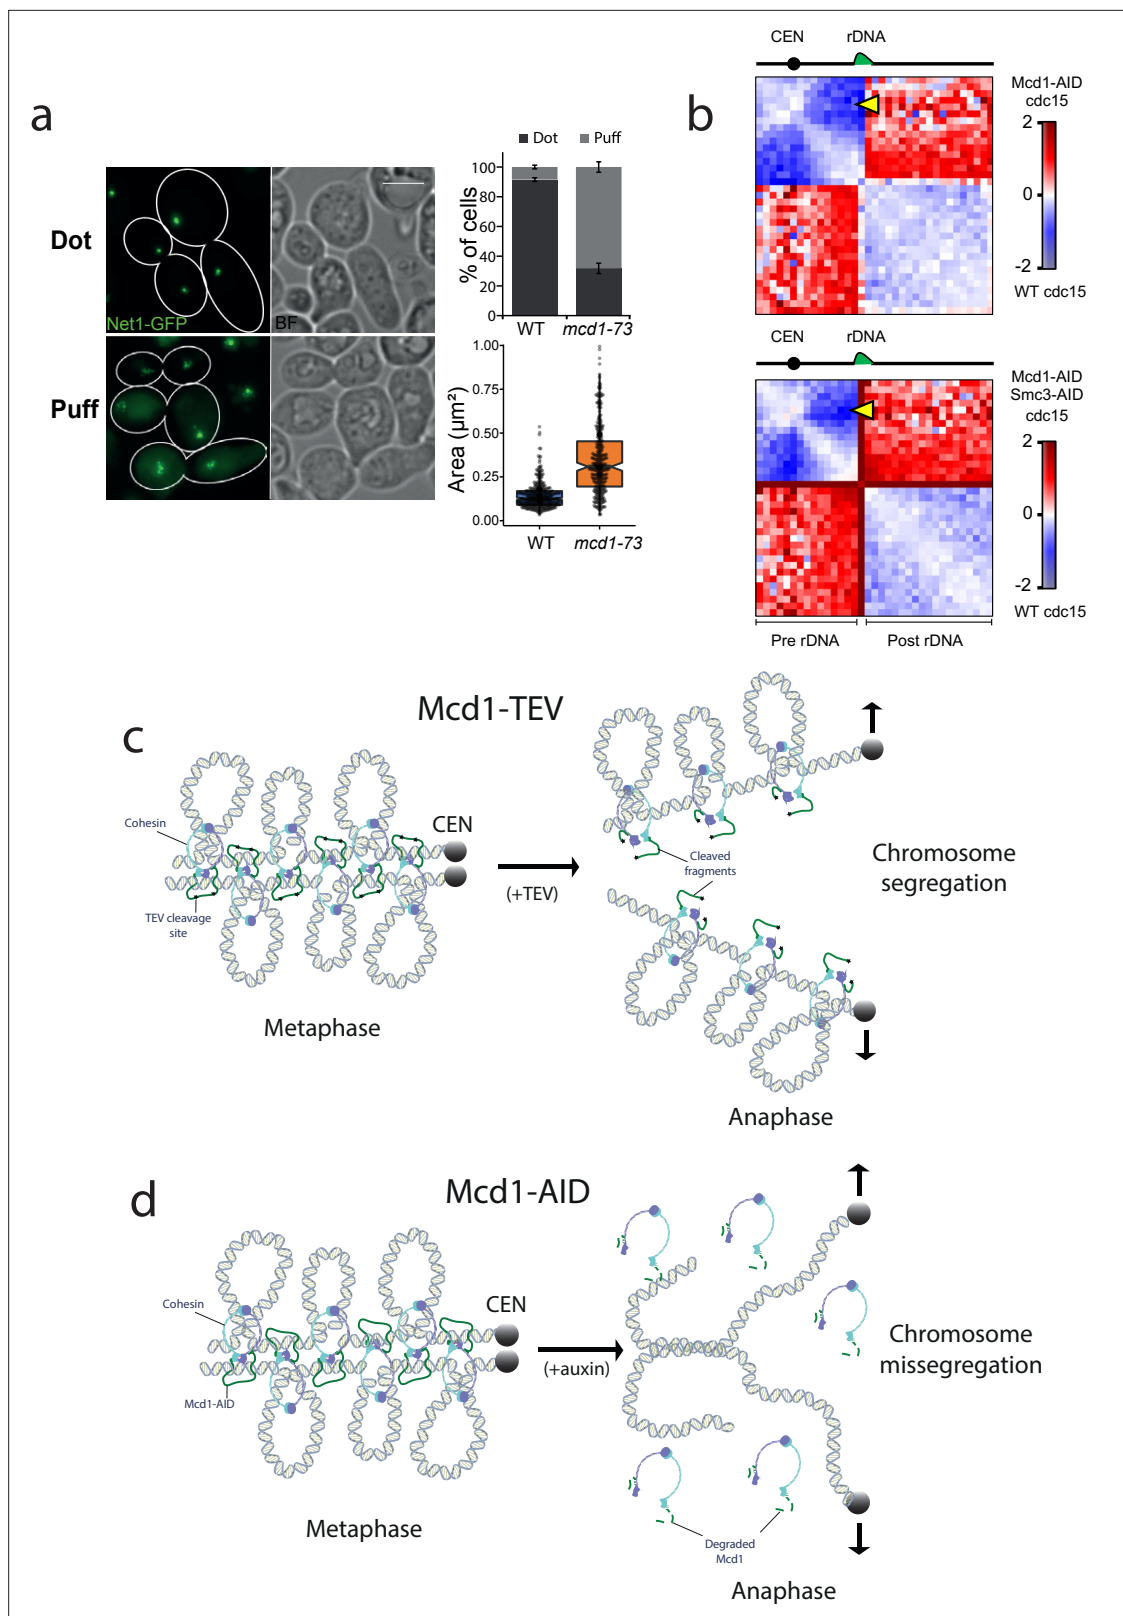 a
Dot
Net1-GFP
BF
Puff
Dot
Puff
% of cells
100
80
60
40
20
0
WT
mcd1-73
Area (µm²)
1.00
0.75
0.50
0.25
0.00
WT
mcd1-73
b
CEN
rDNA
Mcd1-AID
cdc15
2
0
-2
WT cdc15
CEN
rDNA
Mcd1-AID
Smc3-AID
cdc15
2
0
-2
WT cdc15
Pre rDNA
Post rDNA
c
Mcd1-TEV
Cohesin
CEN
TEV cleavage
site
Metaphase
(+TEV)
Cleaved
fragments
Chromosome
segregation
Anaphase
d
Mcd1-AID
Cohesin
CEN
Mcd1-AID
Metaphase
(+auxin)
Chromosome
missegregation
Degraded
Mcd1
Anaphase